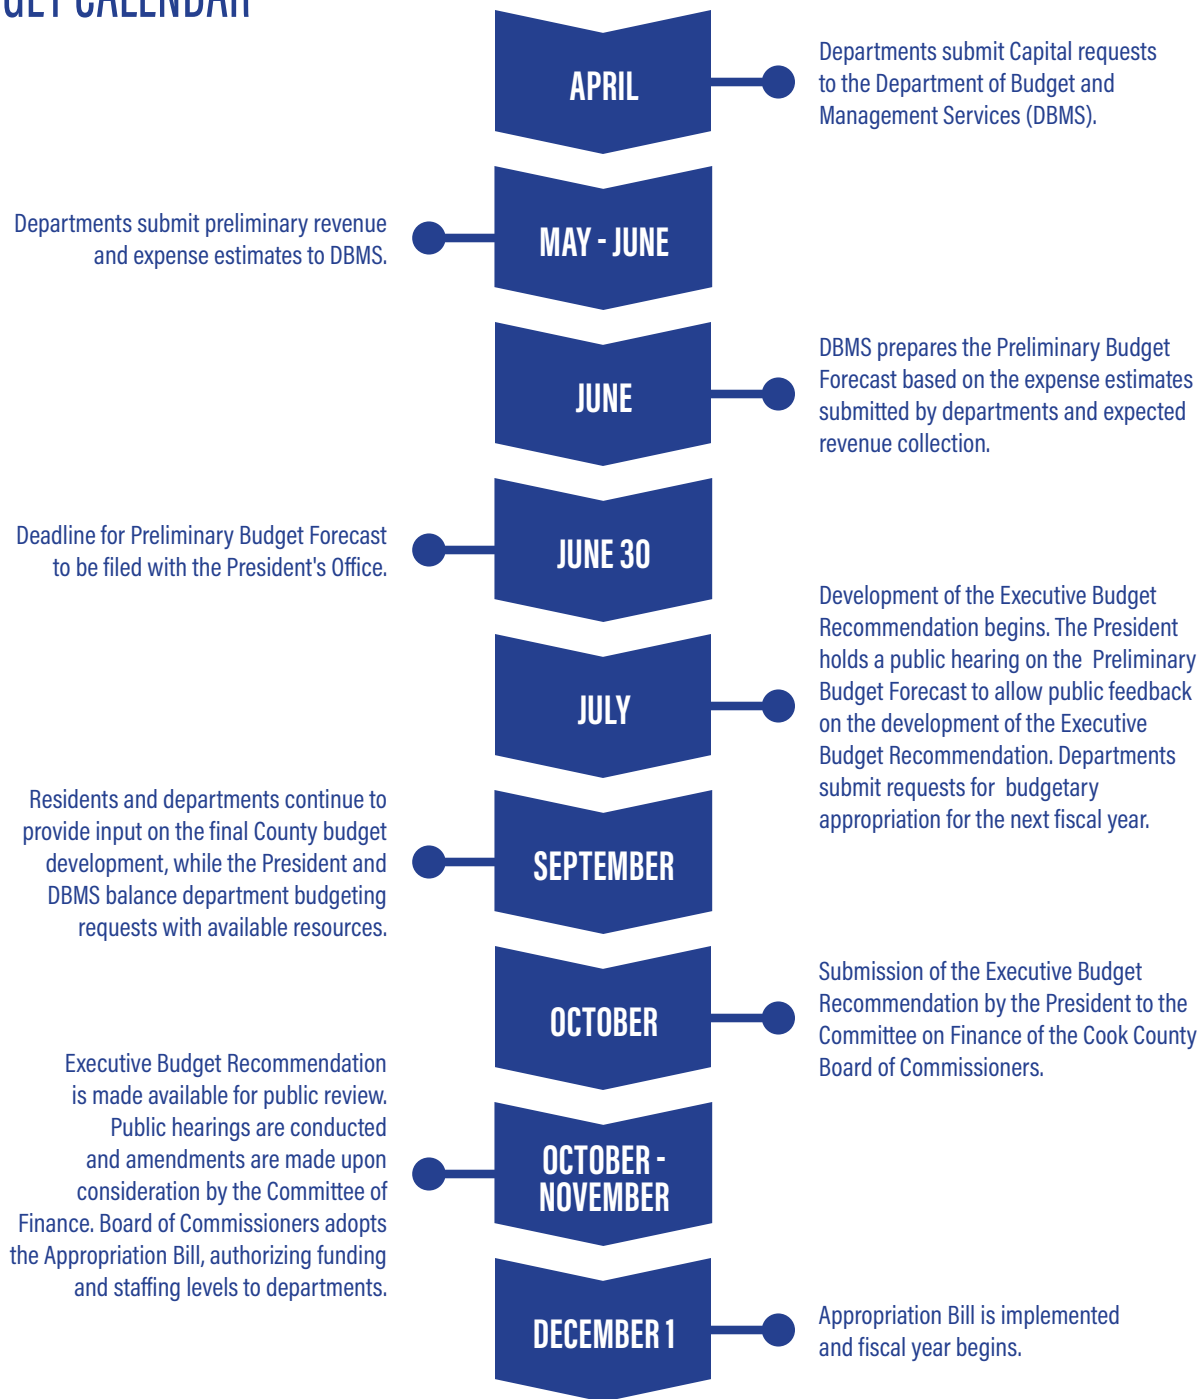 CALENDAR
APRIL
Departments submit Capital requests
to the Department of Budget and
Management Services (DBMS).
Departments submit preliminary revenue
and expense estimates to DBMS.
MAY - JUNE
JUNE
DBMS prepares the Preliminary Budget
Forecast based on the expense estimates
submitted by departments and expected
revenue collection.
Deadline for Preliminary Budget Forecast
to be filed with the President's Office.
JUNE 30
JULY
Development of the Executive Budget
Recommendation begins. The President
holds a public hearing on the Preliminary
Budget Forecast to allow public feedback
on the development of the Executive
Budget Recommendation. Departments
submit requests for budgetary
appropriation for the next fiscal year.
Residents and departments continue to
provide input on the final County budget
development, while the President and
DBMS balance department budgeting
requests with available resources.
SEPTEMBER
OCTOBER
Submission of the Executive Budget
Recommendation by the President to the
Committee on Finance of the Cook County
Board of Commissioners.
Executive Budget Recommendation
is made available for public review.
Public hearings are conducted
and amendments are made upon
consideration by the Committee of
Finance. Board of Commissioners adopts
the Appropriation Bill, authorizing funding
and staffing levels to departments.
OCTOBER -
NOVEMBER
DECEMBER 1
Appropriation Bill is implemented
and fiscal year begins.